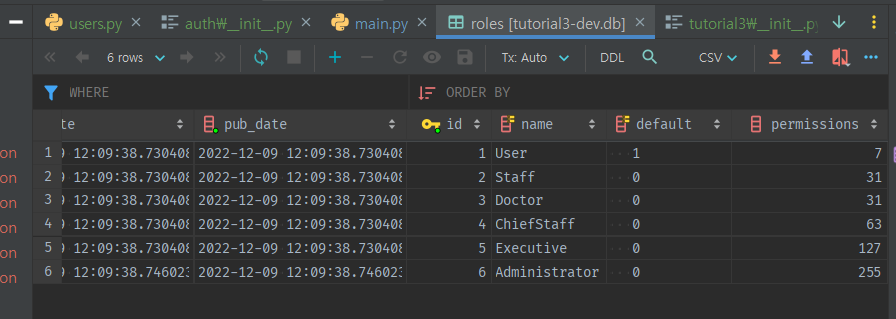 users.py auth₩__init__.py main.py roles [tutorial3-dev.db] tutorial3₩__init__.py
6 rows Tx: Auto DDL CSV
WHERE ORDER BY
te pub_date id name default permissions
on 1 9 12:09:38.730408 2022-12-09 12:09:38.730408 1 User 1 7
on 2 9 12:09:38.730408 2022-12-09 12:09:38.730408 2 Staff 0 31
on 3 9 12:09:38.730408 2022-12-09 12:09:38.730408 3 Doctor 0 31
on 4 9 12:09:38.730408 2022-12-09 12:09:38.730408 4 ChiefStaff 0 63
on 5 9 12:09:38.730408 2022-12-09 12:09:38.730408 5 Executive 0 127
on 6 9 12:09:38.746023 2022-12-09 12:09:38.746023 6 Administrator 0 255